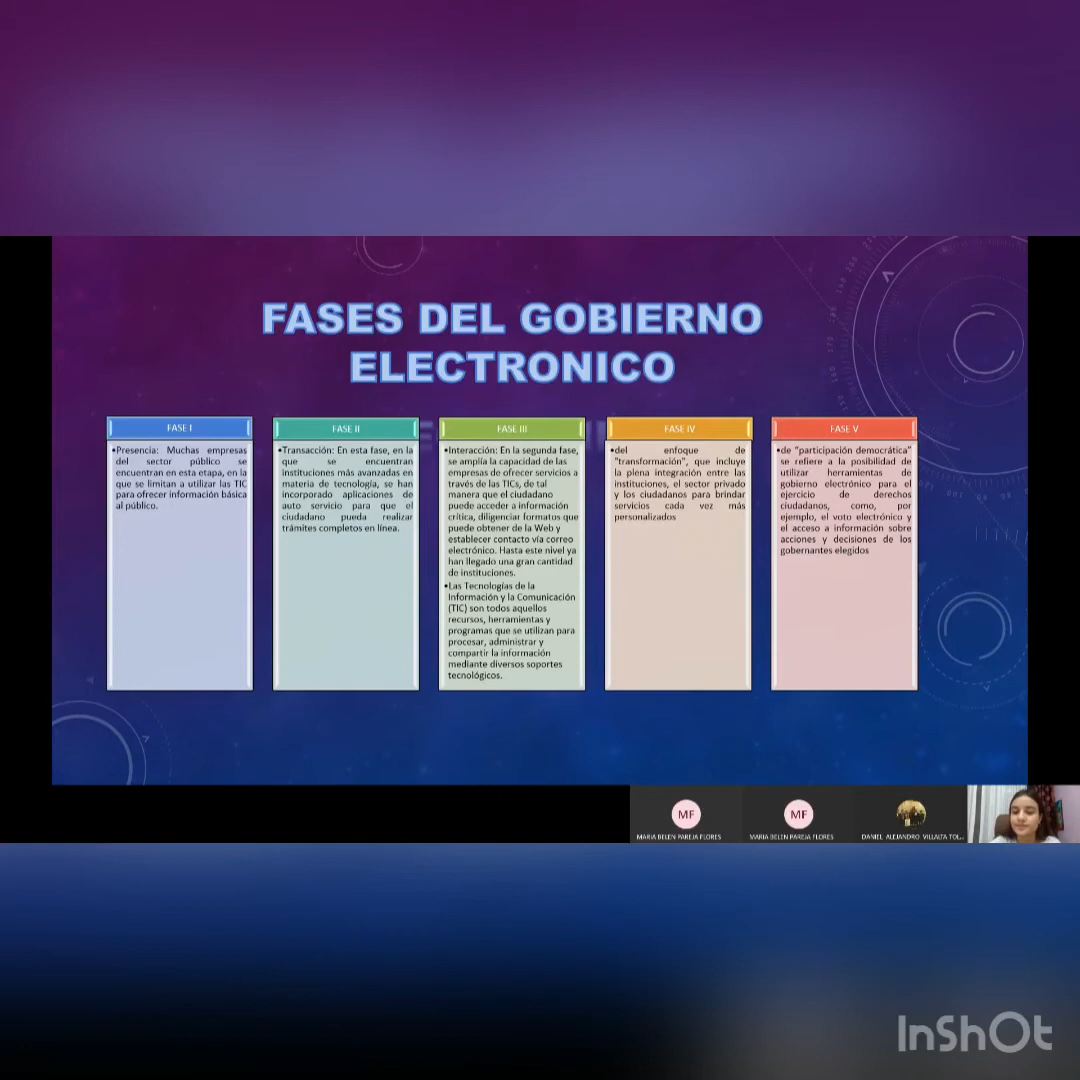 FASES DEL GOBIERNO
ELECTRONICO
FASE I
•Presencia: Muchas empresas
del sector público se
encuentran en esta etapa, en la
que se limitan a utilizar las TIC
para ofrecer información básica
al público.
FASE II
•Transacción: En esta fase, en la
que se encuentran
instituciones más avanzadas en
materia de tecnología, se han
incorporado aplicaciones de
auto servicio para que el
ciudadano pueda realizar
trámites completos en línea.
FASE III
•Interacción: En la segunda fase,
se amplía la capacidad de las
empresas de ofrecer servicios a
través de las TICs, de tal
manera que el ciudadano
puede acceder a información
crítica, diligenciar formatos que
puede obtener de la Web y
establecer contacto vía correo
electrónico. Hasta este nivel ya
han llegado una gran cantidad
de instituciones.
•Las Tecnologías de la
Información y la Comunicación
(TIC) son todos aquellos
recursos, herramientas y
programas que se utilizan para
procesar, administrar y
compartir la información
mediante diversos soportes
tecnológicos.
FASE IV
•del enfoque de
"transformación", que incluye
la plena integración entre las
instituciones, el sector privado
y los ciudadanos para brindar
servicios cada vez más
personalizados
FASE V
•de "participación democrática"
se refiere a la posibilidad de
utilizar herramientas de
gobierno electrónico para el
ejercicio de derechos
ciudadanos, como, por
ejemplo, el voto electrónico y
el acceso a información sobre
acciones y decisiones de los
gobernantes elegidos
MF
MARIA BELEN PAREJA FLORES
MF
MARIA BELEN PAREJA FLORES
DANIEL ALEJANDRO VILLALTA TOL...
InShOt